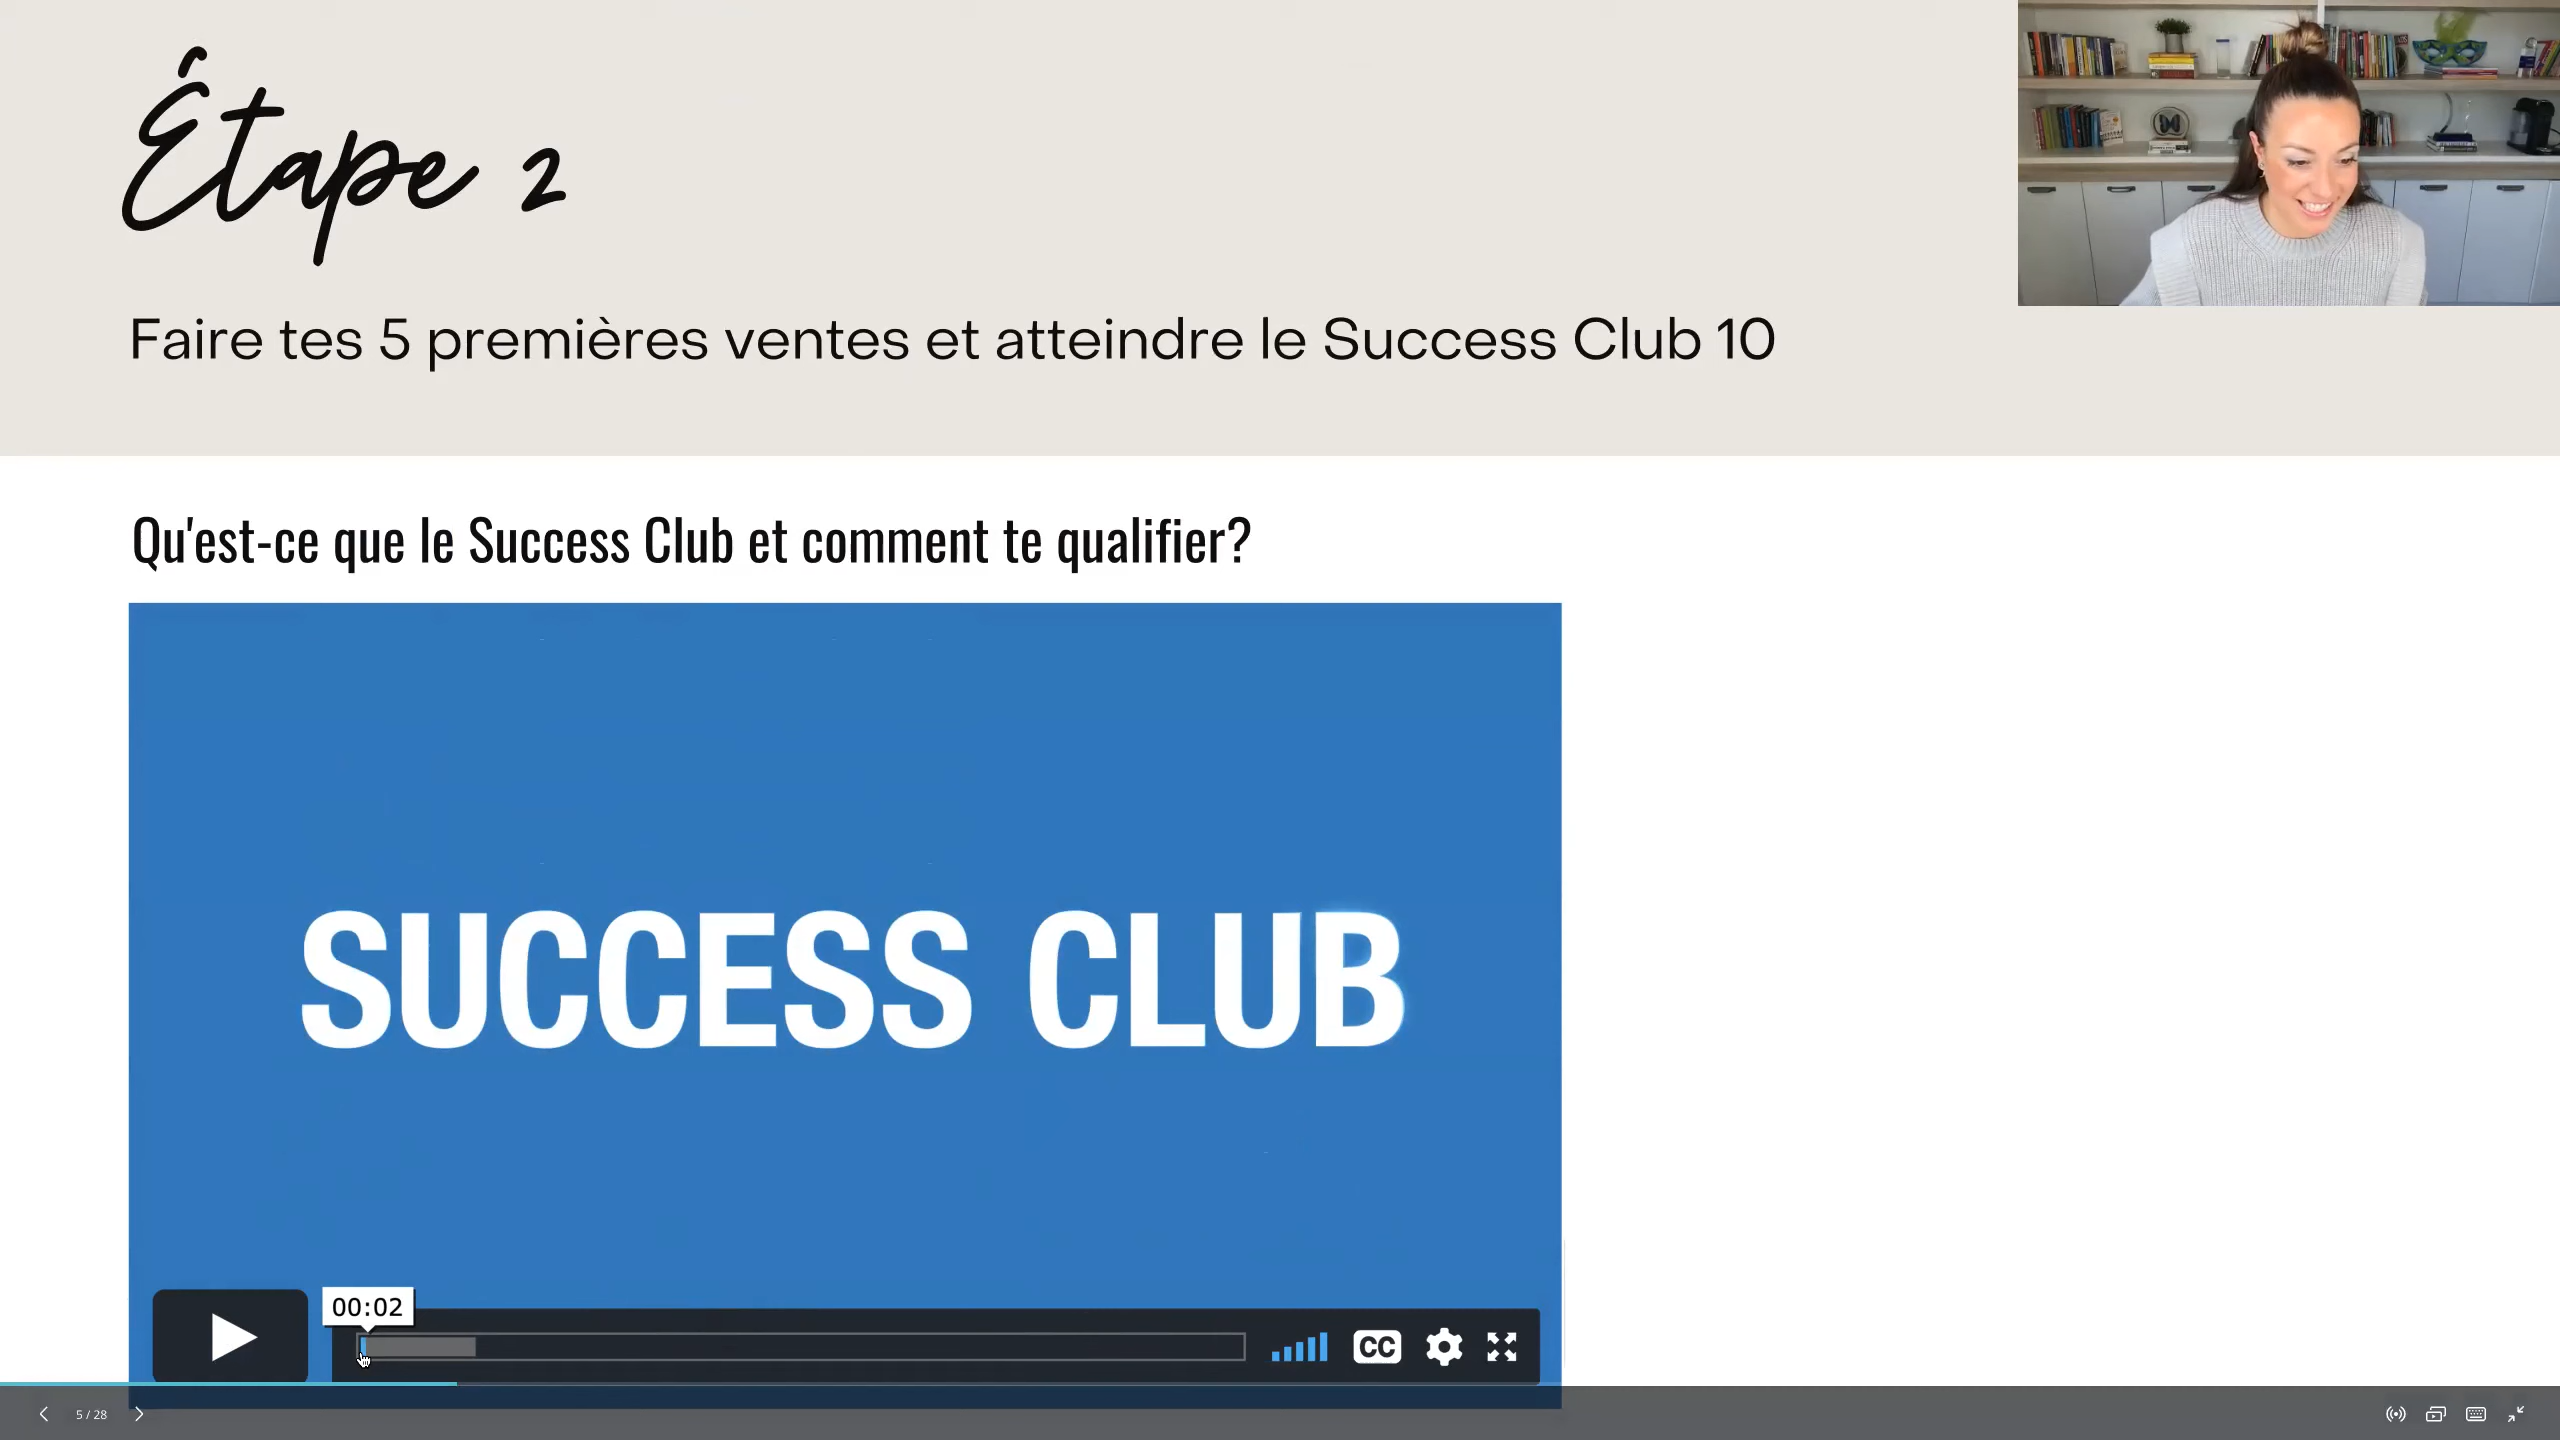 Étape 2
Faire tes 5 premières ventes et atteindre le Success Club 10
Qu'est-ce que le Success Club et comment te qualifier?
SUCCESS CLUB
00:02
CC
5 / 28